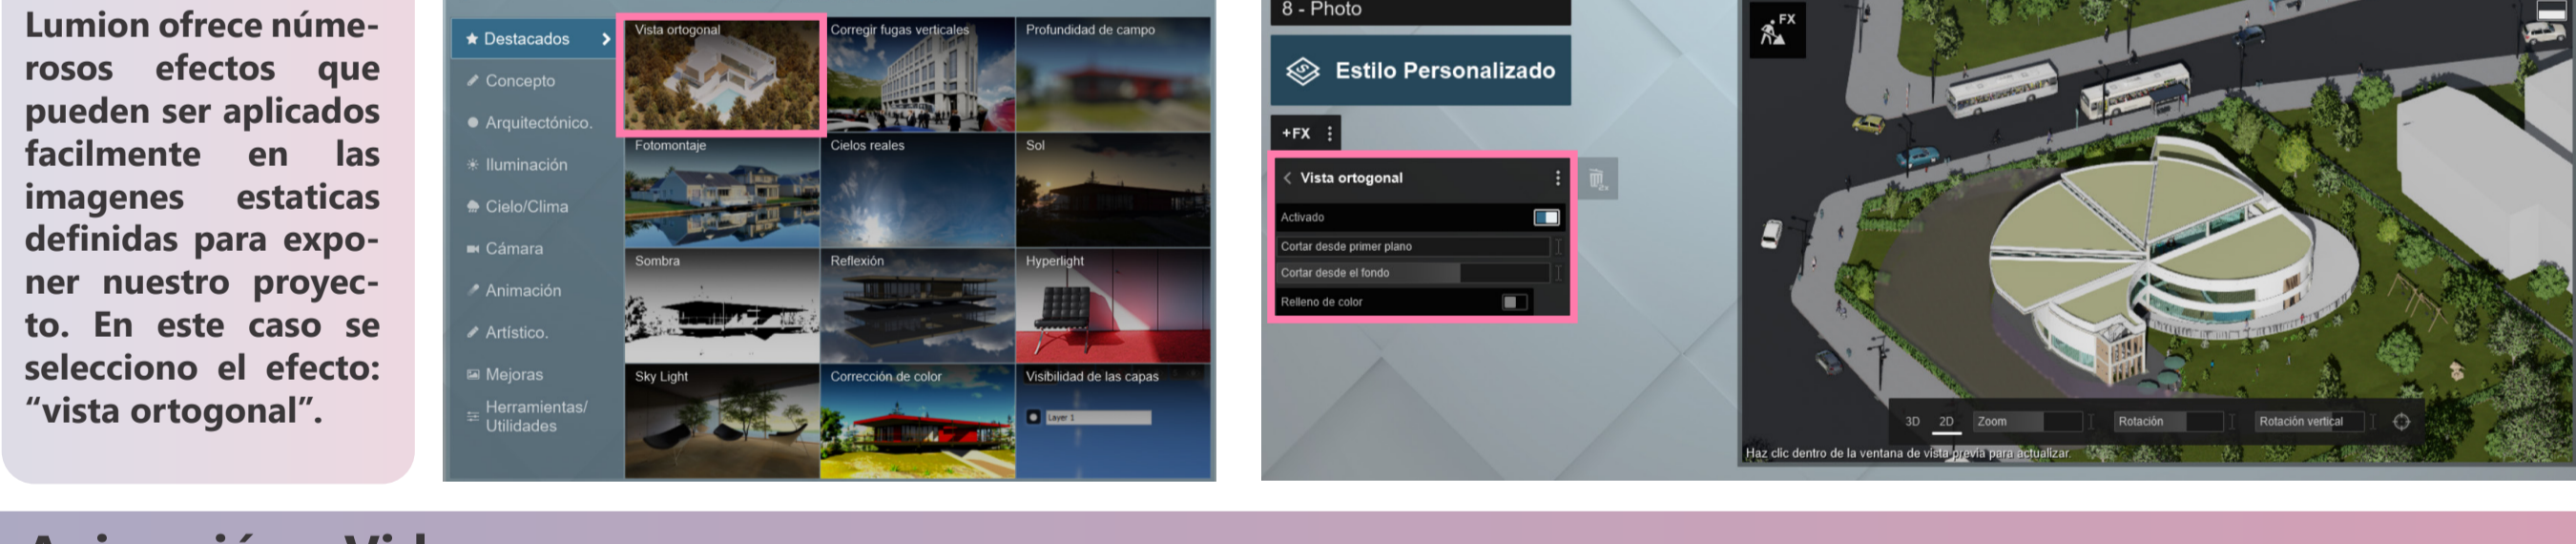 Lumion ofrece núme-
rosos efectos que
pueden ser aplicados
facilmente en las
imagenes estaticas
definidas para expo-
ner nuestro proyec-
to. En este caso se
selecciono el efecto:
“vista ortogonal”.
Destacados
Concepto
Arquitectónico.
Iluminación
Cielo/Clima
Cámara
Animación
Artístico.
Mejoras
Herramientas/
Utilidades
Vista ortogonal
Corregir fugas verticales
Profundidad de campo
Fotomontaje
Cielos reales
Sol
Sombra
Reflexión
Hyperlight
Sky Light
Corrección de color
Visibilidad de las capas
Layer 1
8 - Photo
Estilo Personalizado
+FX
Vista ortogonal
Activado
Cortar desde primer plano
Cortar desde el fondo
Relleno de color
FX
3D 2D Zoom Rotación Rotación vertical
Haz clic dentro de la ventana de vista previa para actualizar.